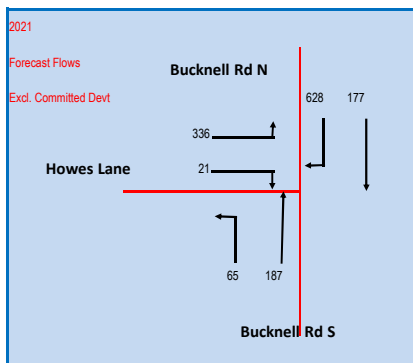 2021
Forecast Flows
Bucknell Rd N
Excl. Committed Devt
628 177
336
Howes Lane
21
65 187
Bucknell Rd S